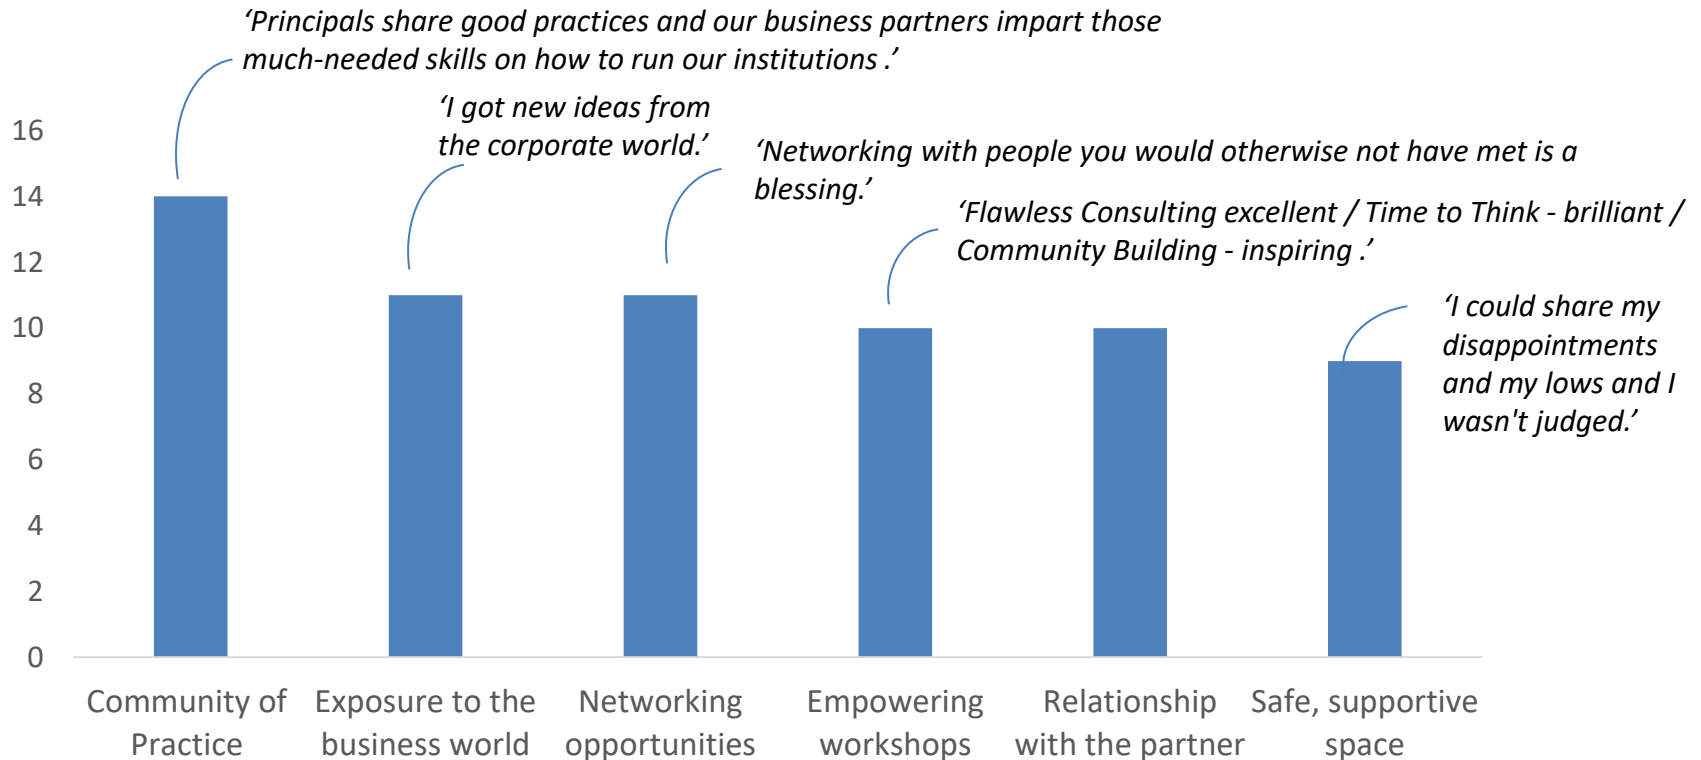 ‘Principals share good practices and our business partners impart those
much-needed skills on how to run our institutions .’
‘I got new ideas from
the corporate world.’
‘Networking with people you would otherwise not have met is a
blessing.’
‘Flawless Consulting excellent / Time to Think - brilliant /
Community Building - inspiring .’
‘I could share my
disappointments
and my lows and I
wasn't judged.’
16
14
12
10
8
6
4
2
0
Community of
Practice
Exposure to the
business world
Networking
opportunities
Empowering
workshops
Relationship
with the partner
Safe, supportive
space